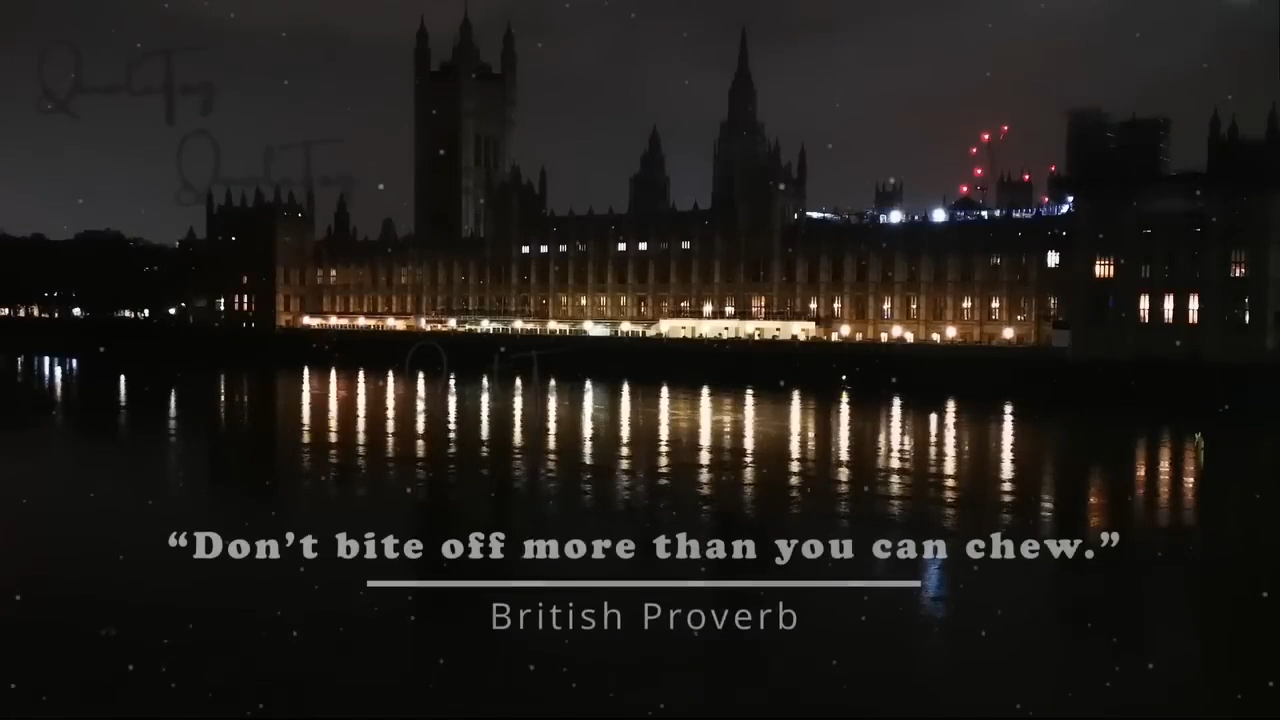 “Don’t bite off more than you can chew.”
British Proverb